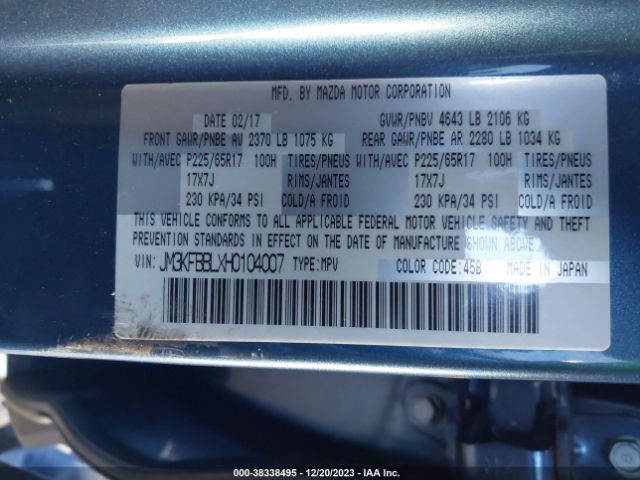 MFD. BY MAZDA MOTOR CORPORATION
DATE 02/17 GVWR/PNBV 4643 LB 2106 KG
FRONT GAWR/PNBE AV 2370 LB 1075 KG REAR GAWR/PNBE AR 2280 LB 1034 KG
WITH/AVEC P225/65R17 100H TIRES/PNEUS WITH/AVEC P225/65R17 100H TIRES/PNEUS
17X7J RIMS/JANTES 17X7J RIMS/JANTES
230 KPA/34 PSI COLD/A FROID 230 KPA/34 PSI COLD/A FROID
THIS VEHICLE CONFORMS TO ALL APPLICABLE FEDERAL MOTOR VEHICLE SAFETY AND THEFT
PREVENTION STANDARDS IN EFFECT ON THE DATE OF MANUFACTURE SHOWN ABOVE.
VIN: JM3KFBBLXH0104007 TYPE: MPV COLOR CODE: 45B MADE IN JAPAN
000-38338495 - 12/20/2023 - IAA Inc.